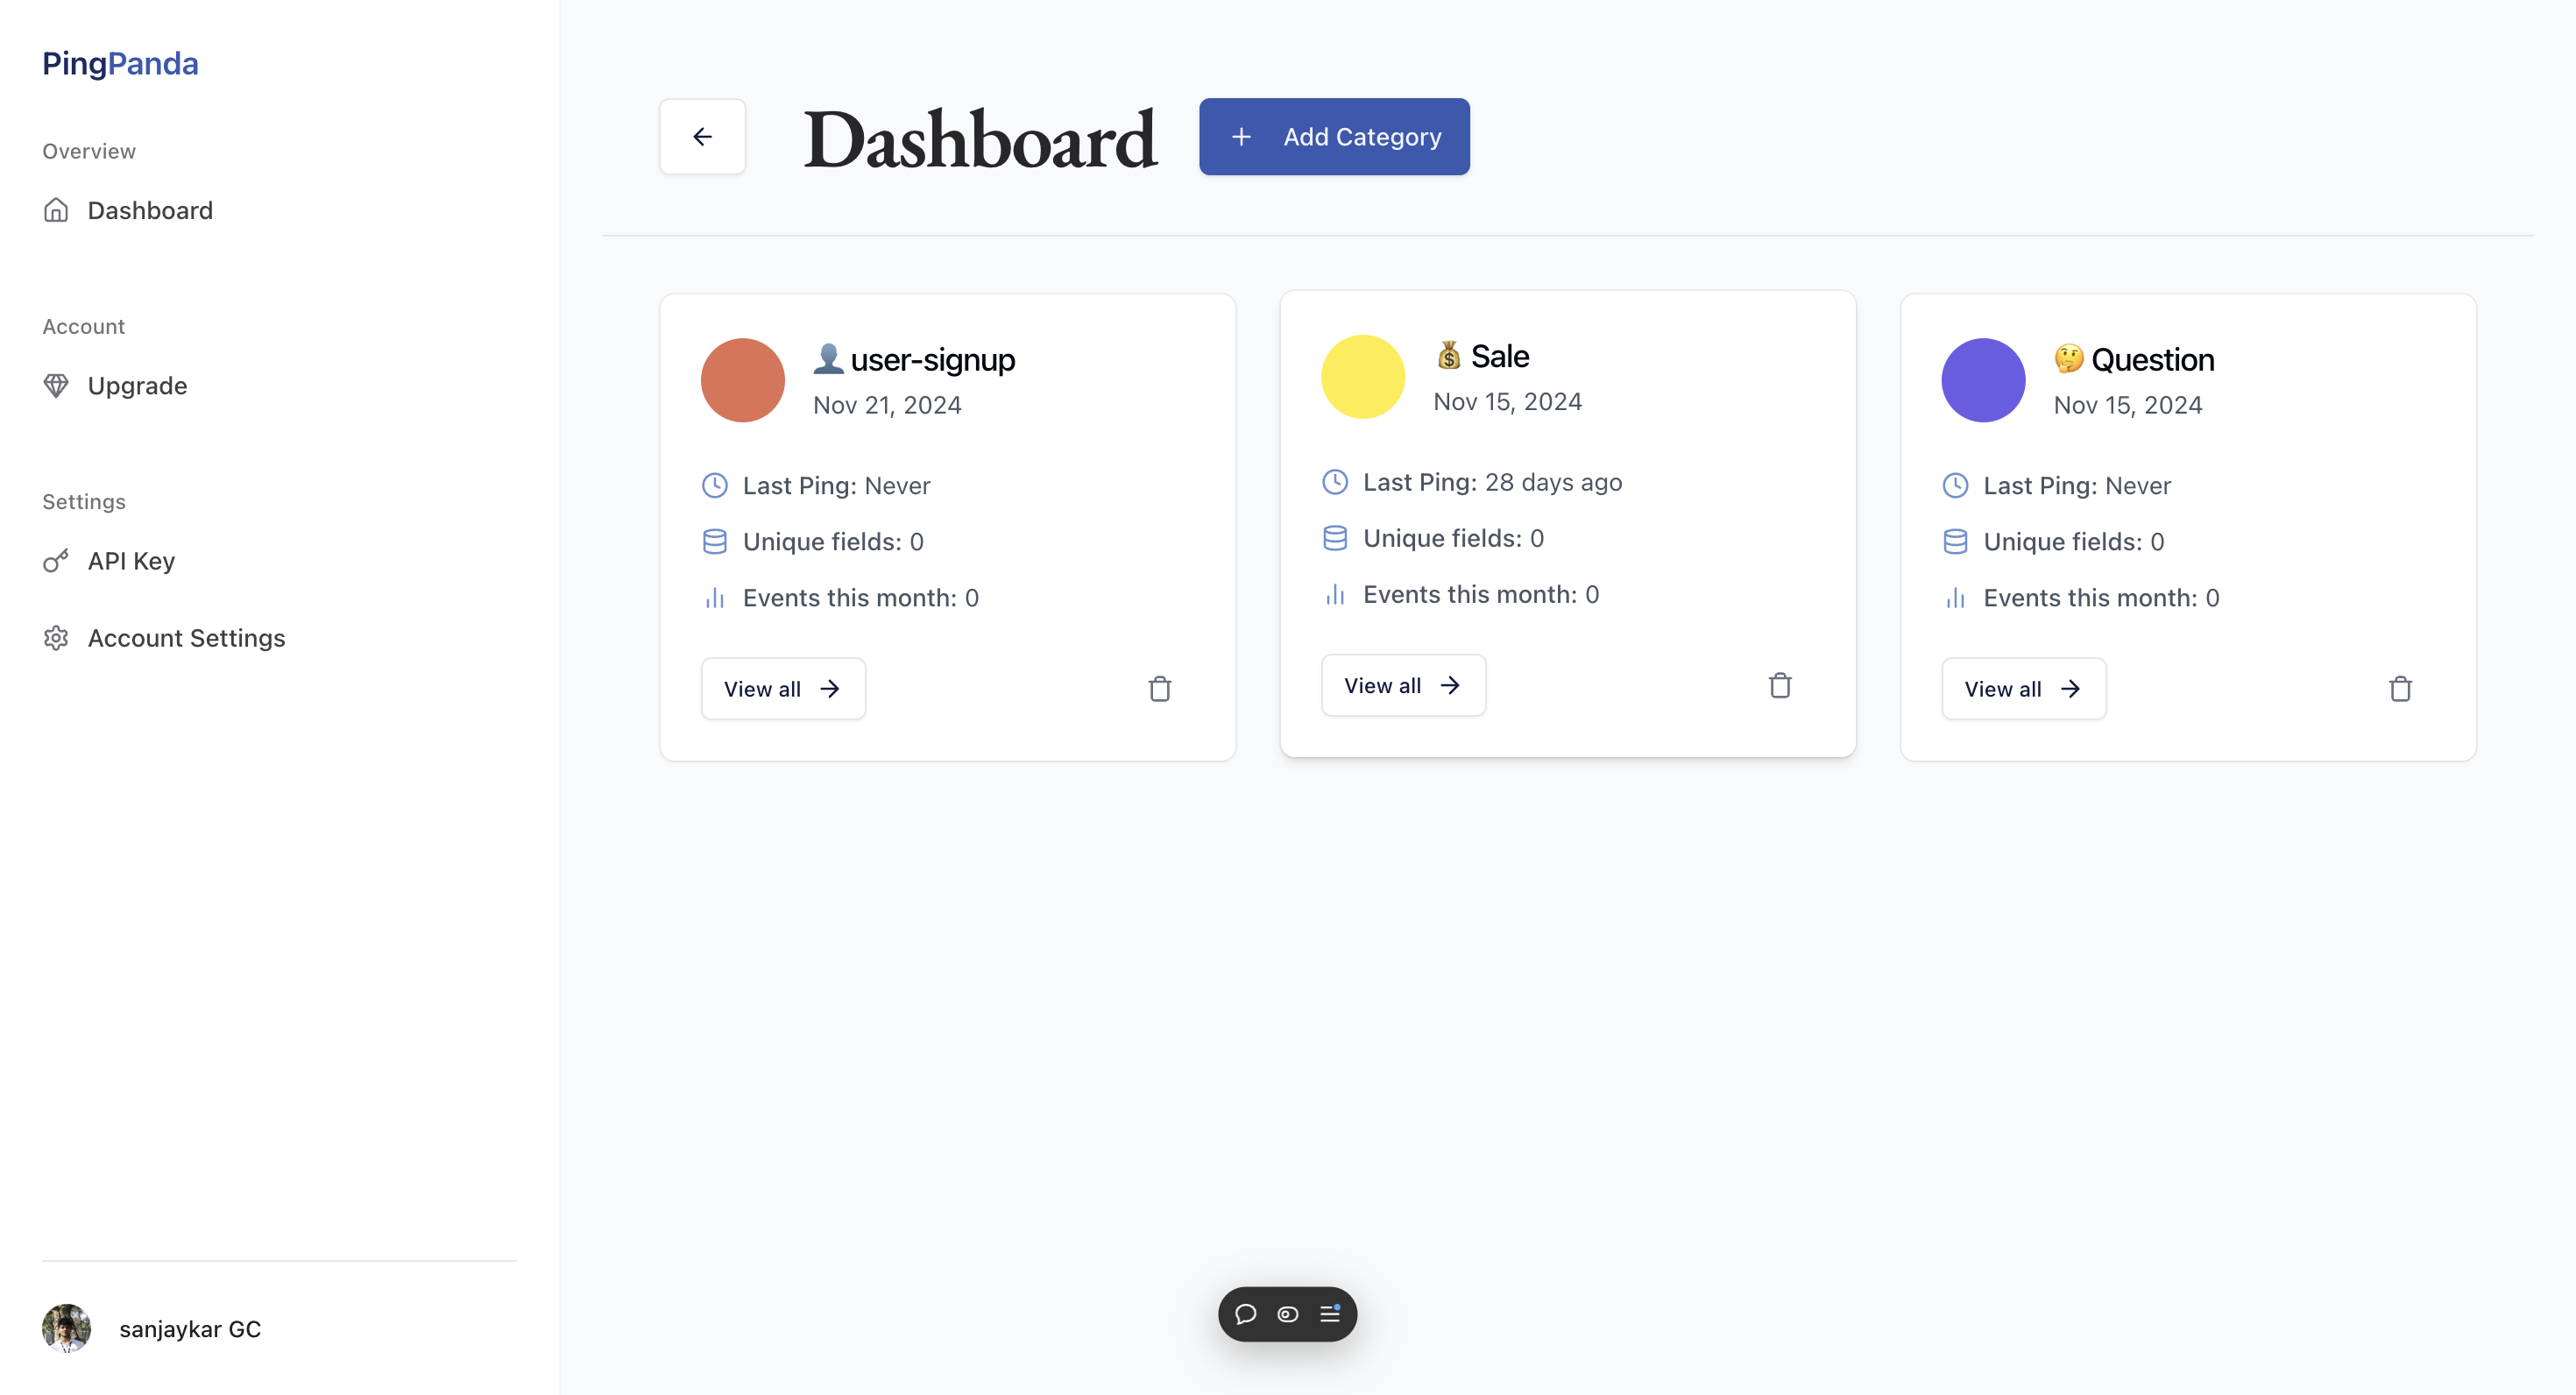 PingPanda
Overview
Dashboard
Account
Upgrade
Settings
API Key
Account Settings
sanjaykar GC
Dashboard
+ Add Category
👤 user-signup
Nov 21, 2024
Last Ping: Never
Unique fields: 0
Events this month: 0
View all →
💰 Sale
Nov 15, 2024
Last Ping: 28 days ago
Unique fields: 0
Events this month: 0
View all →
🤔 Question
Nov 15, 2024
Last Ping: Never
Unique fields: 0
Events this month: 0
View all →